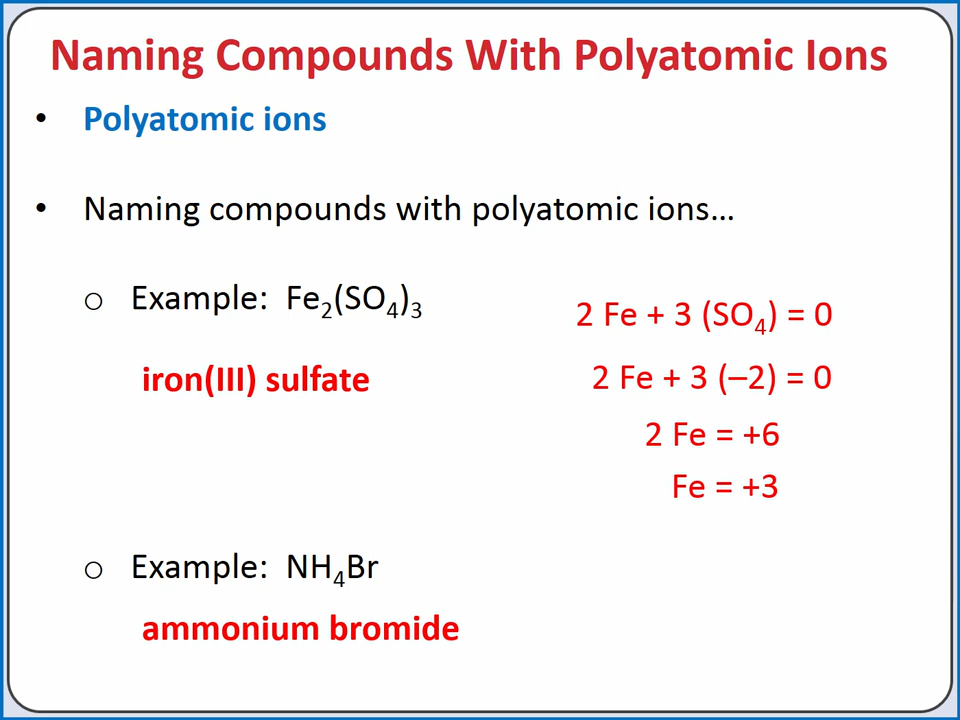 Naming Compounds With Polyatomic Ions
• Polyatomic ions
• Naming compounds with polyatomic ions…
o Example: Fe₂(SO₄)₃
iron(III) sulfate
2 Fe + 3 (SO₄) = 0
2 Fe + 3 (–2) = 0
2 Fe = +6
Fe = +3
o Example: NH₄Br
ammonium bromide